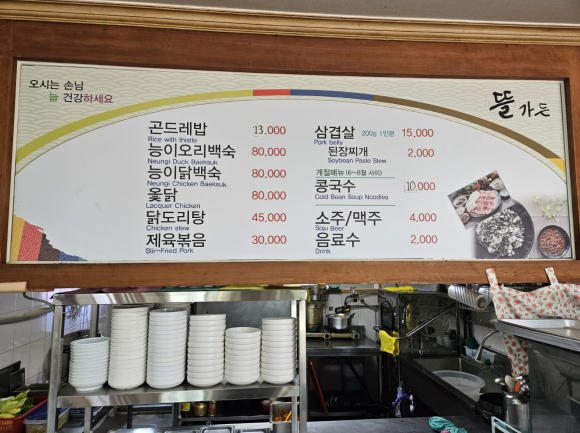 오시는 손님
늘 건강하세요
뜰 가든
곤드레밥 13,000
Rice with thistle
능이오리백숙 80,000
Neungi Duck Baeksuk
능이닭백숙 80,000
Neungi Chicken Baeksuk
옻닭 80,000
Lacquer Chicken
닭도리탕 45,000
Chicken stew
제육볶음 30,000
Stir-Fried Pork
삼겹살 200g 1인분 15,000
Pork belly
된장찌개 2,000
Soybean Paste Stew
계절메뉴 (6~8월 사이)
콩국수 10,000
Cold Bean Soup Noodles
소주/맥주 4,000
Soju Beer
음료수 2,000
Drink